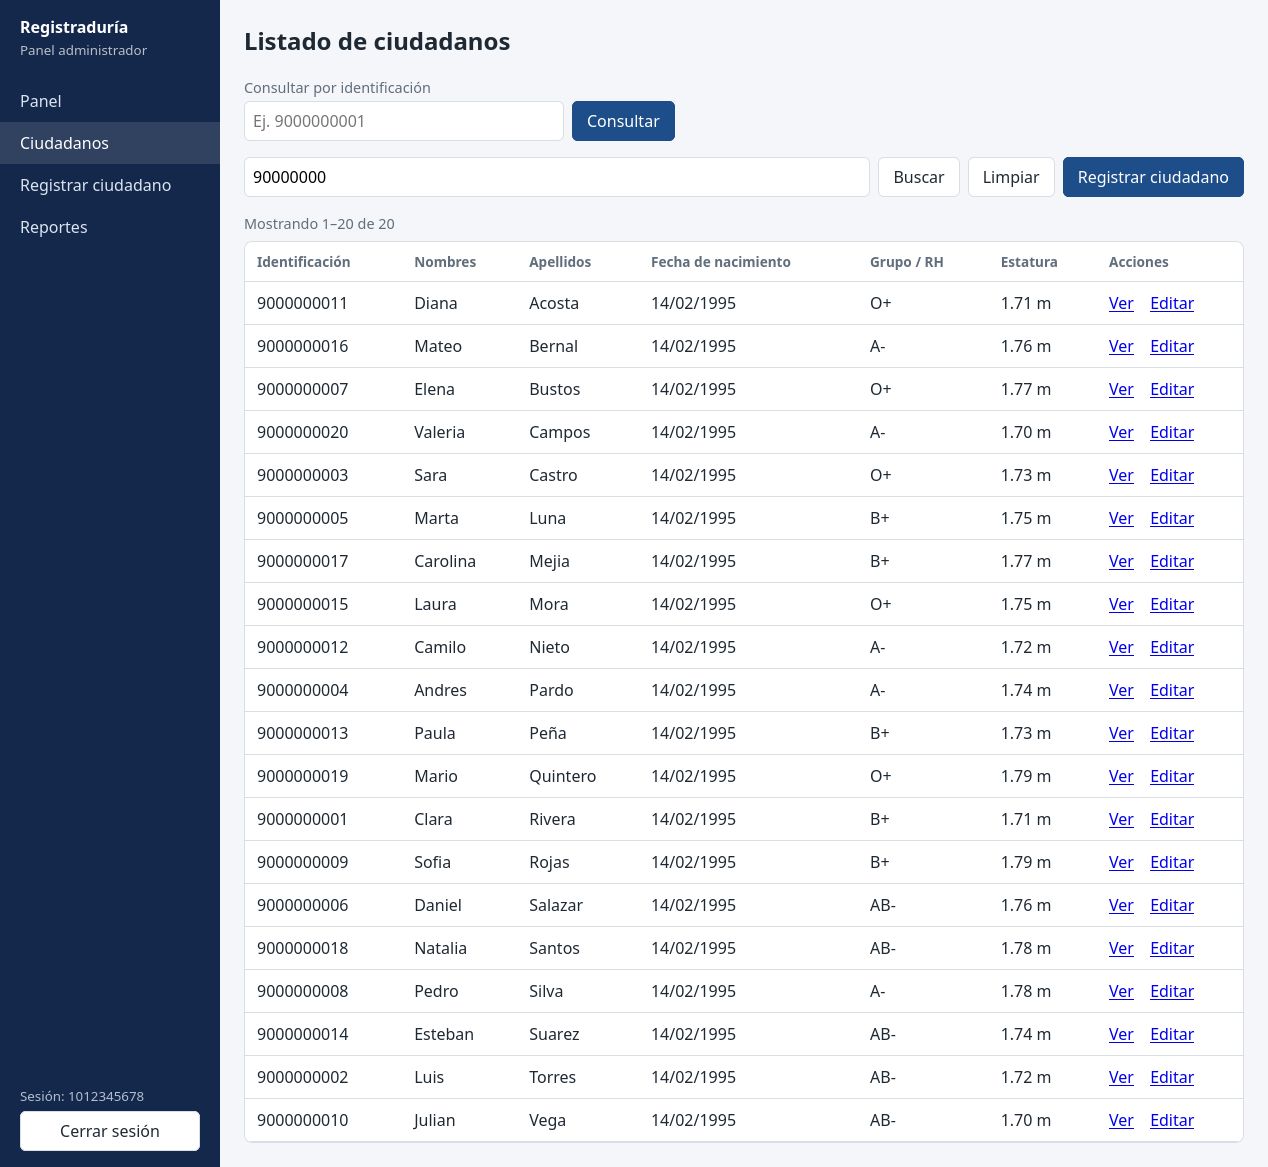 Registraduría
Panel administrador
Panel
Ciudadanos
Registrar ciudadano
Reportes
Sesión: 1012345678
Cerrar sesión
Listado de ciudadanos
Consultar por identificación
Ej. 9000000001 Consultar
90000000 Buscar Limpiar Registrar ciudadano
Mostrando 1–20 de 20
Identificación Nombres Apellidos Fecha de nacimiento Grupo / RH Estatura Acciones
9000000011 Diana Acosta 14/02/1995 O+ 1.71 m Ver Editar
9000000016 Mateo Bernal 14/02/1995 A- 1.76 m Ver Editar
9000000007 Elena Bustos 14/02/1995 O+ 1.77 m Ver Editar
9000000020 Valeria Campos 14/02/1995 A- 1.70 m Ver Editar
9000000003 Sara Castro 14/02/1995 O+ 1.73 m Ver Editar
9000000005 Marta Luna 14/02/1995 B+ 1.75 m Ver Editar
9000000017 Carolina Mejia 14/02/1995 B+ 1.77 m Ver Editar
9000000015 Laura Mora 14/02/1995 O+ 1.75 m Ver Editar
9000000012 Camilo Nieto 14/02/1995 A- 1.72 m Ver Editar
9000000004 Andres Pardo 14/02/1995 A- 1.74 m Ver Editar
9000000013 Paula Peña 14/02/1995 B+ 1.73 m Ver Editar
9000000019 Mario Quintero 14/02/1995 O+ 1.79 m Ver Editar
9000000001 Clara Rivera 14/02/1995 B+ 1.71 m Ver Editar
9000000009 Sofia Rojas 14/02/1995 B+ 1.79 m Ver Editar
9000000006 Daniel Salazar 14/02/1995 AB- 1.76 m Ver Editar
9000000018 Natalia Santos 14/02/1995 AB- 1.78 m Ver Editar
9000000008 Pedro Silva 14/02/1995 A- 1.78 m Ver Editar
9000000014 Esteban Suarez 14/02/1995 AB- 1.74 m Ver Editar
9000000002 Luis Torres 14/02/1995 AB- 1.72 m Ver Editar
9000000010 Julian Vega 14/02/1995 AB- 1.70 m Ver Editar